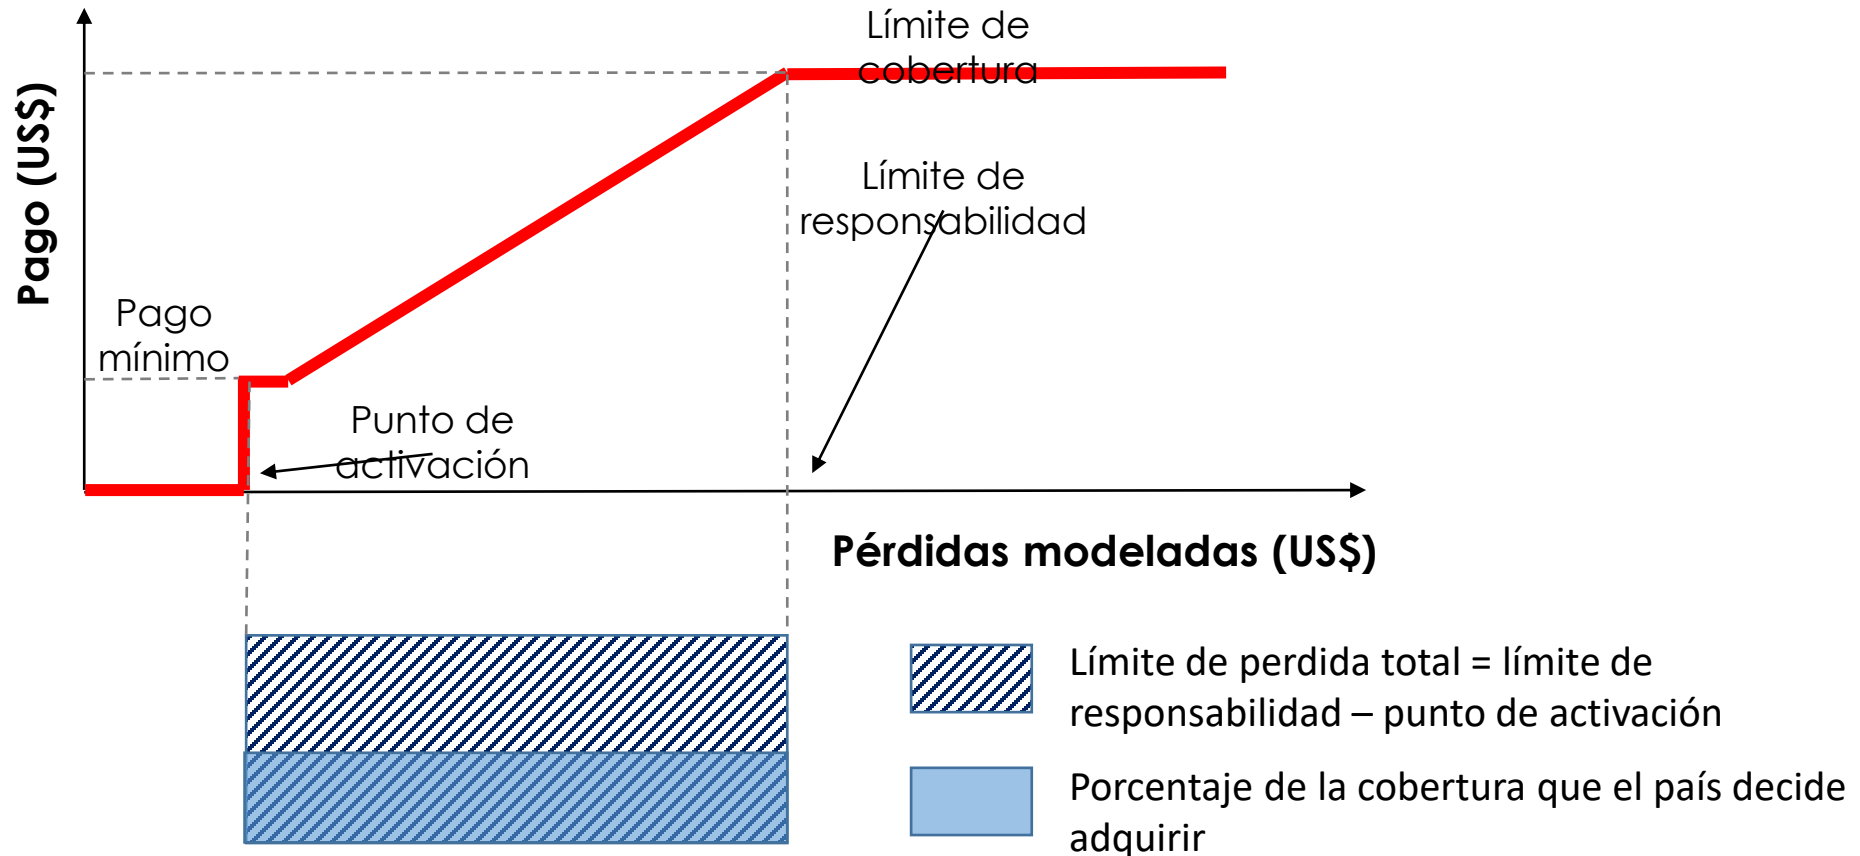 Límite de
cobertura
Pago (US$)
Límite de
responsabilidad
Pago
mínimo
Punto de
activación
Pérdidas modeladas (US$)
Límite de perdida total = límite de
responsabilidad – punto de activación
Porcentaje de la cobertura que el país decide
adquirir